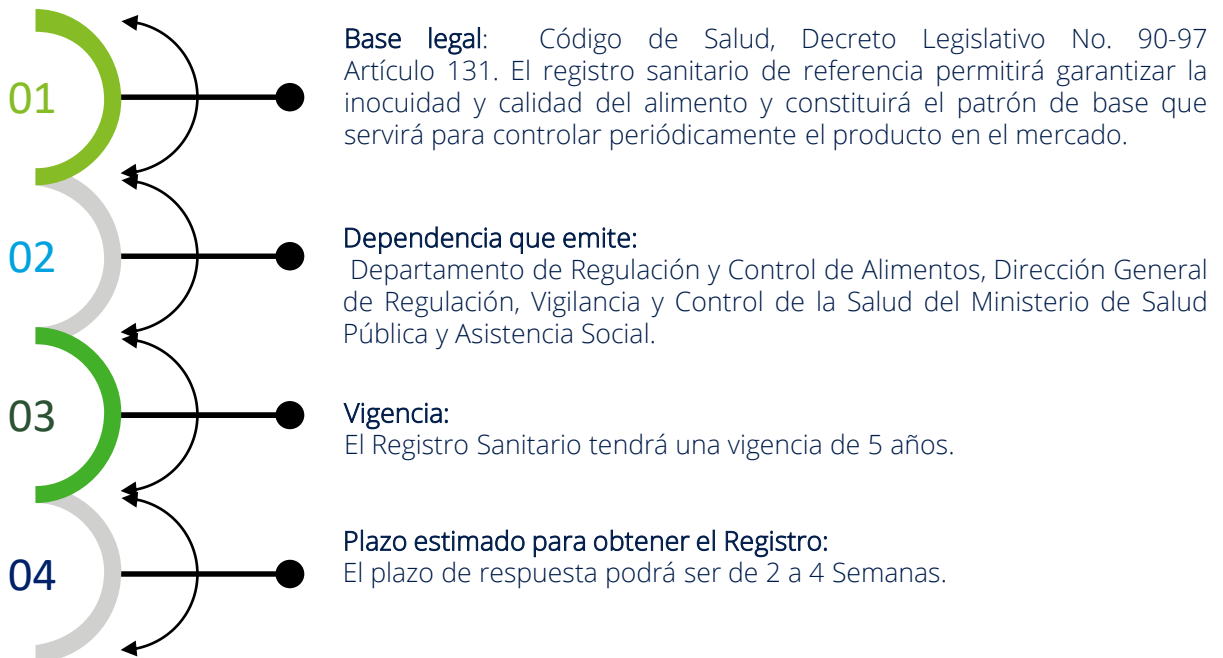 01
Base legal: Código de Salud, Decreto Legislativo No. 90-97
Artículo 131. El registro sanitario de referencia permitirá garantizar la
inocuidad y calidad del alimento y constituirá el patrón de base que
servirá para controlar periódicamente el producto en el mercado.
02
Dependencia que emite:
Departamento de Regulación y Control de Alimentos, Dirección General
de Regulación, Vigilancia y Control de la Salud del Ministerio de Salud
Pública y Asistencia Social.
03
Vigencia:
El Registro Sanitario tendrá una vigencia de 5 años.
04
Plazo estimado para obtener el Registro:
El plazo de respuesta podrá ser de 2 a 4 Semanas.